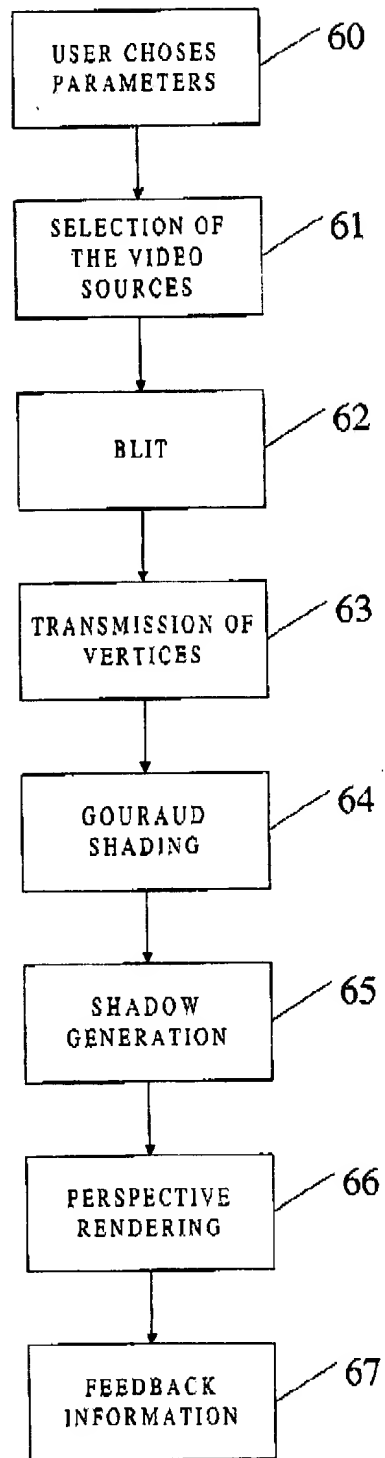 USER CHOSES
PARAMETERS
60
SELECTION OF
THE VIDEO
SOURCES
61
BLIT
62
TRANSMISSION OF
VERTICES
63
GOURAUD
SHADING
64
SHADOW
GENERATION
65
PERSPECTIVE
RENDERING
66
FEEDBACK
INFORMATION
67